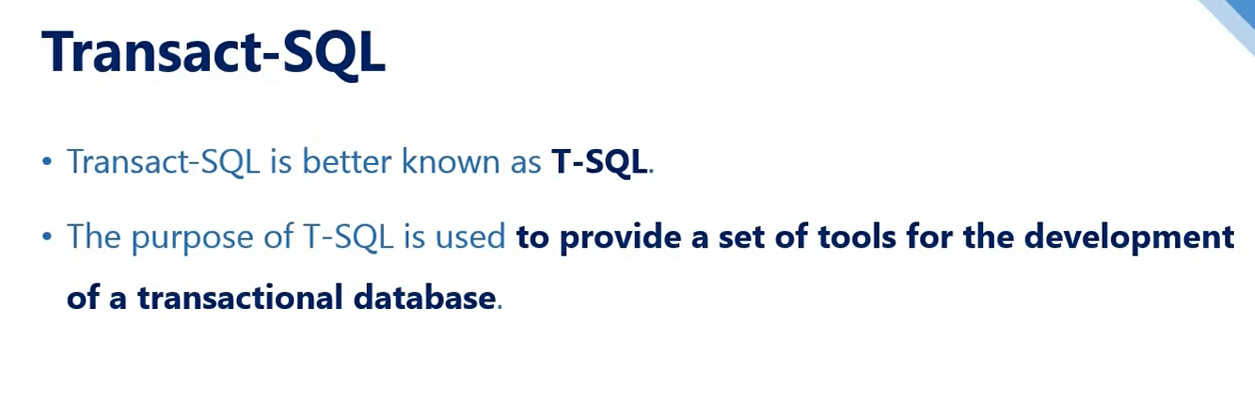 Transact-SQL
• Transact-SQL is better known as T-SQL.
• The purpose of T-SQL is used to provide a set of tools for the development
of a transactional database.